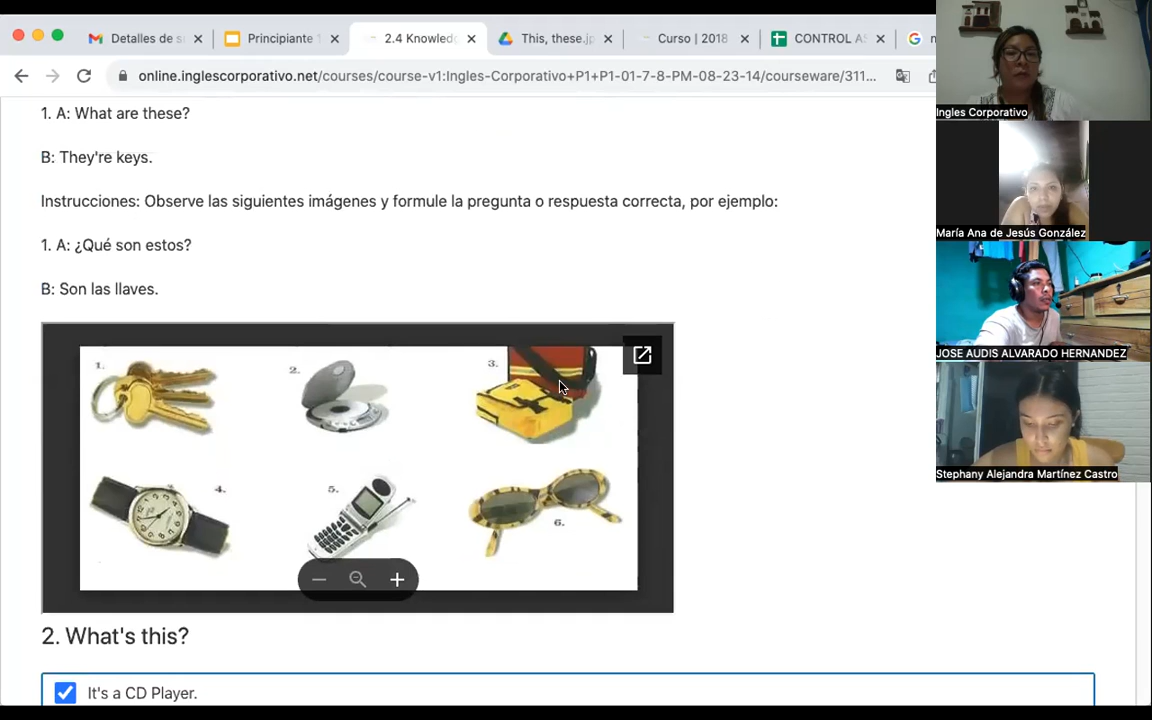 Detalles de s
Principiante
2.4 Knowled
This, these.j
Curso | 2018
CONTROL A
online.inglescorporativo.net/courses/course-v1:Ingles-Corporativo+P1+P1-01-7-8-PM-08-23-14/courseware/311...
1. A: What are these?
B: They're keys.
Instrucciones: Observe las siguientes imágenes y formule la pregunta o respuesta correcta, por ejemplo:
1. A: ¿Qué son estos?
B: Son las llaves.
1.
2.
3.
4.
5.
6.
2. What's this?
It's a CD Player.
Ingles Corporativo
María Ana de Jesús González
JOSE AUDIS ALVARADO HERNANDEZ
Stephany Alejandra Martínez Castro